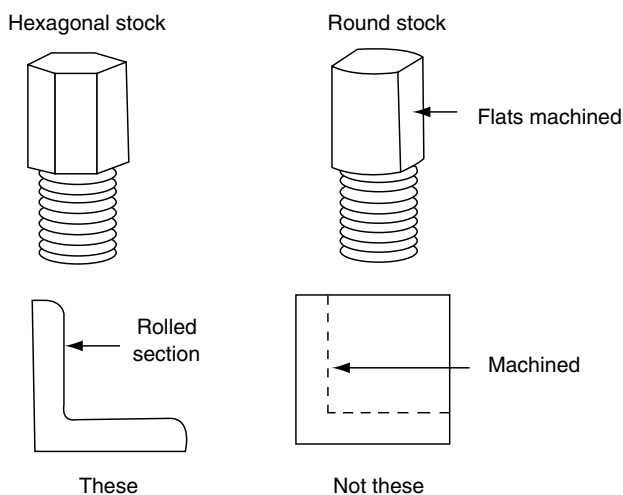 Hexagonal stock
Round stock
Flats machined
Rolled
section
Machined
These
Not these